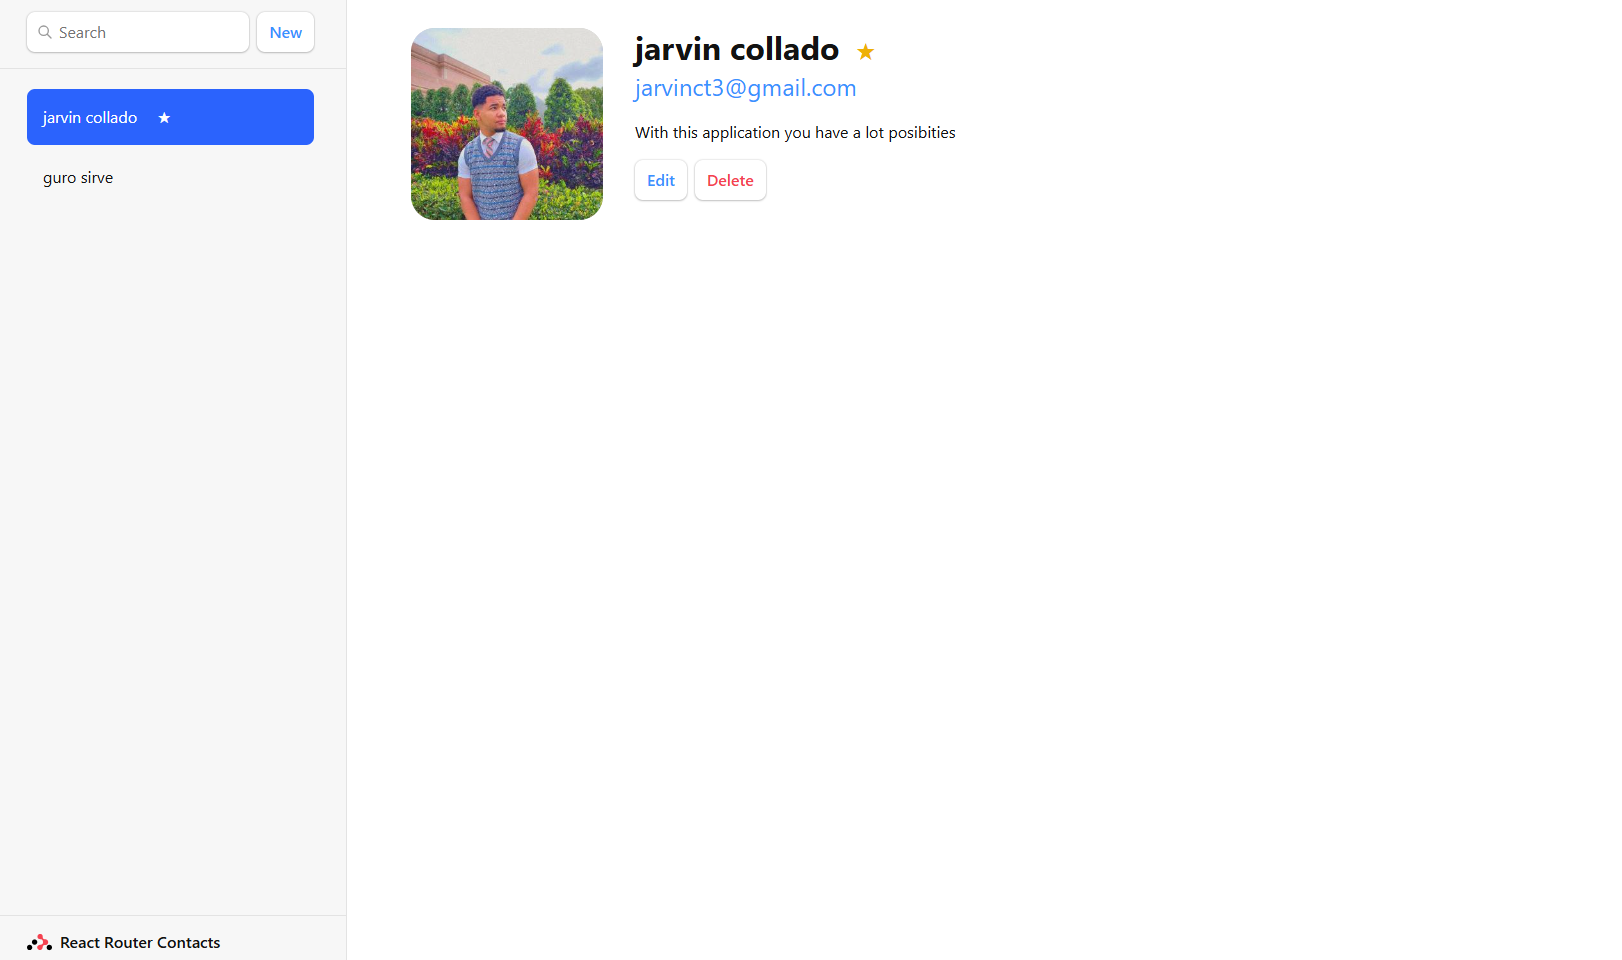 Search
New
jarvin collado ★
guro sirve
React Router Contacts
jarvin collado ★
jarvinct3@gmail.com
With this application you have a lot posibities
Edit
Delete